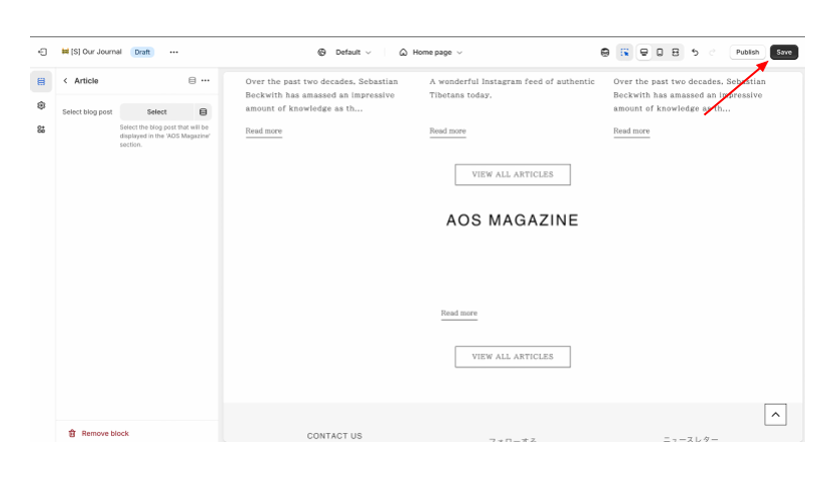 [S] Our Journal Draft
Default
Home page
Publish
Save
Article
Select blog post
Select
Select the blog post that will be
displayed in the 'AOS Magazine'
section.
Remove block
Over the past two decades, Sebastian
Beckwith has amassed an impressive
amount of knowledge as th...
Read more
A wonderful Instagram feed of authentic
Tibetans today.
Read more
Over the past two decades, Sebastian
Beckwith has amassed an impressive
amount of knowledge as th...
Read more
VIEW ALL ARTICLES
AOS MAGAZINE
Read more
VIEW ALL ARTICLES
CONTACT US
フォローする
ニュースレター